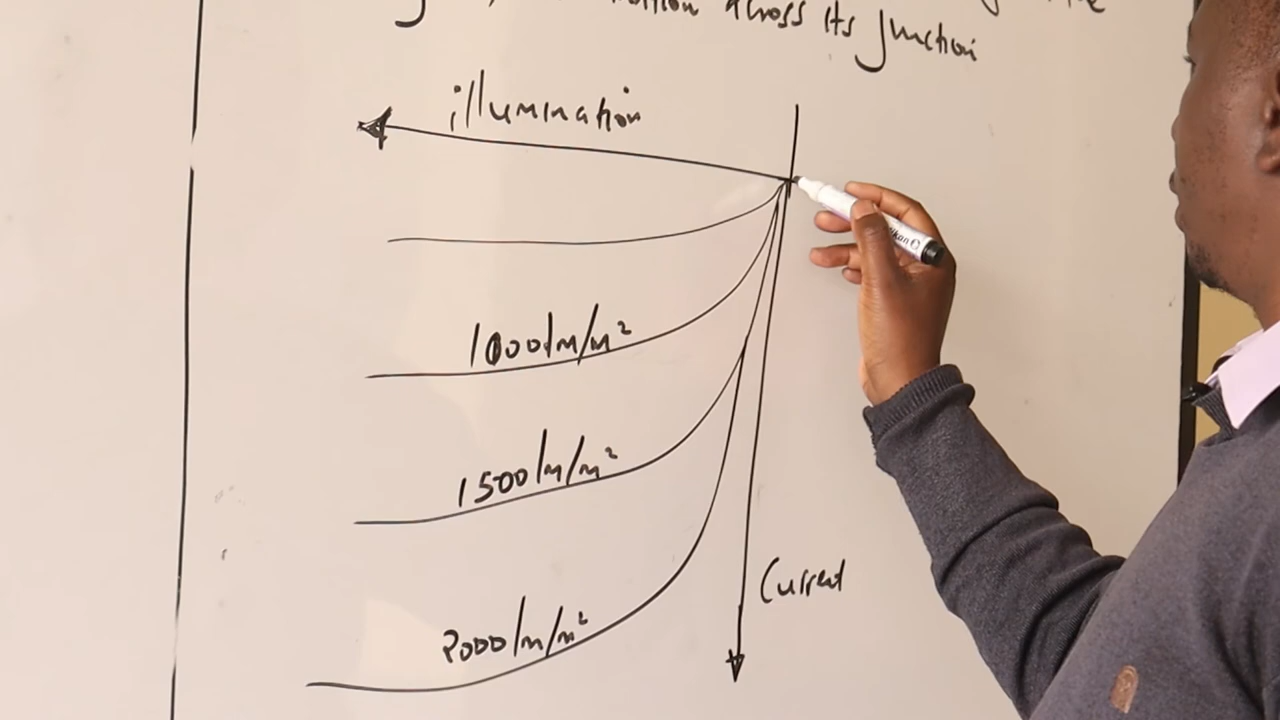 across its junction
illumination
1000lm/m²
1500lm/m²
2000lm/m²
Current